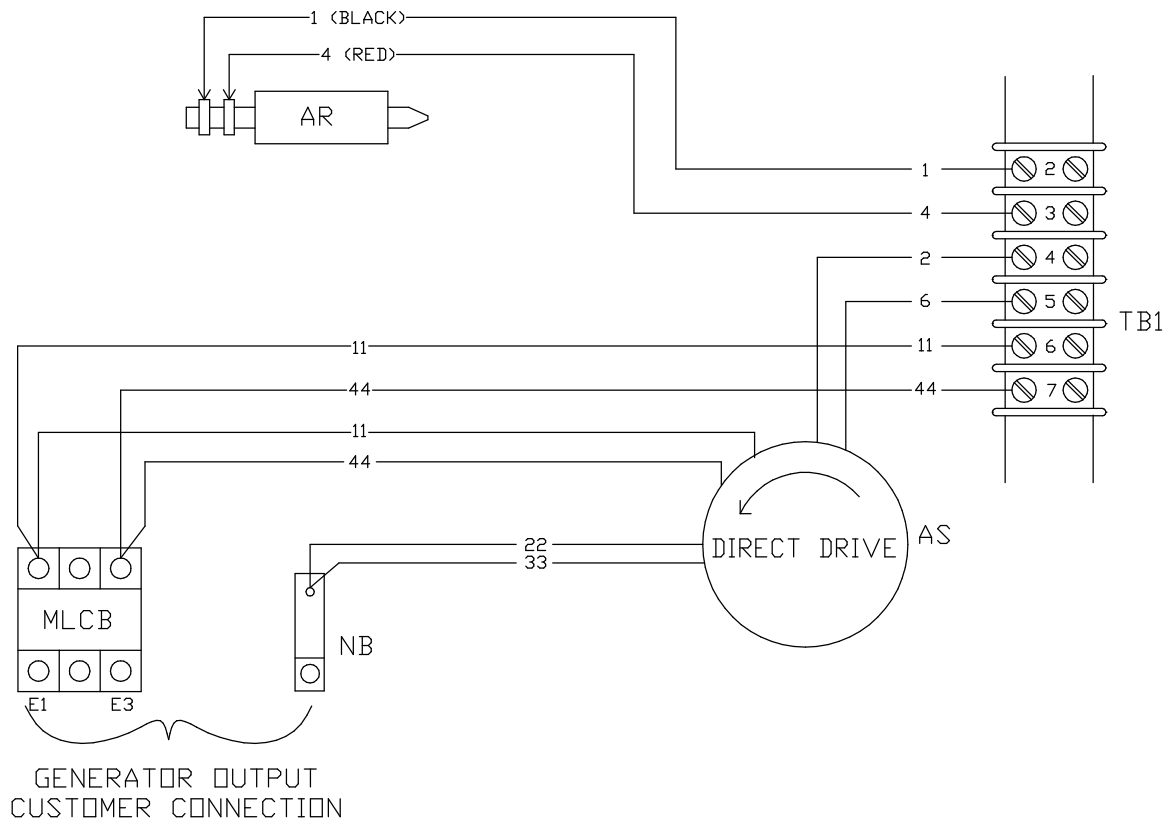 1 (BLACK)
4 (RED)
AR
1
2
4
3
2
4
6
5
TB1
11
11
6
44
44
7
11
44
AS
22
DIRECT DRIVE
33
MLCB
NB
E1
E3
GENERATOR OUTPUT
CUSTOMER CONNECTION